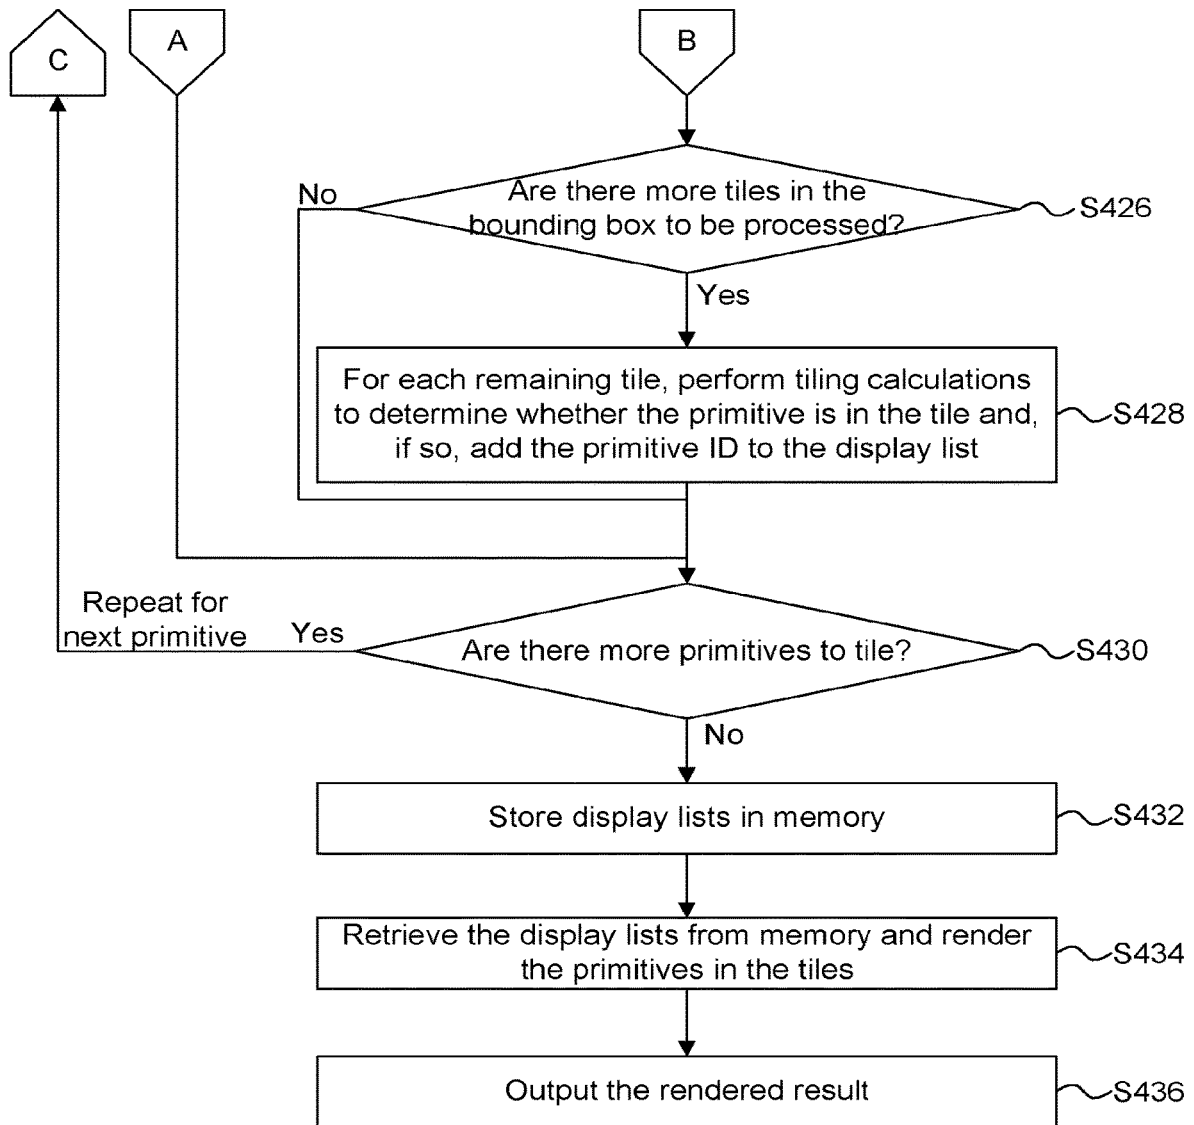 C
A
B
No
Are there more tiles in the
bounding box to be processed?
S426
Yes
For each remaining tile, perform tiling calculations
to determine whether the primitive is in the tile and,
if so, add the primitive ID to the display list
S428
Repeat for
next primitive
Yes
Are there more primitives to tile?
S430
No
Store display lists in memory
S432
Retrieve the display lists from memory and render
the primitives in the tiles
S434
Output the rendered result
S436